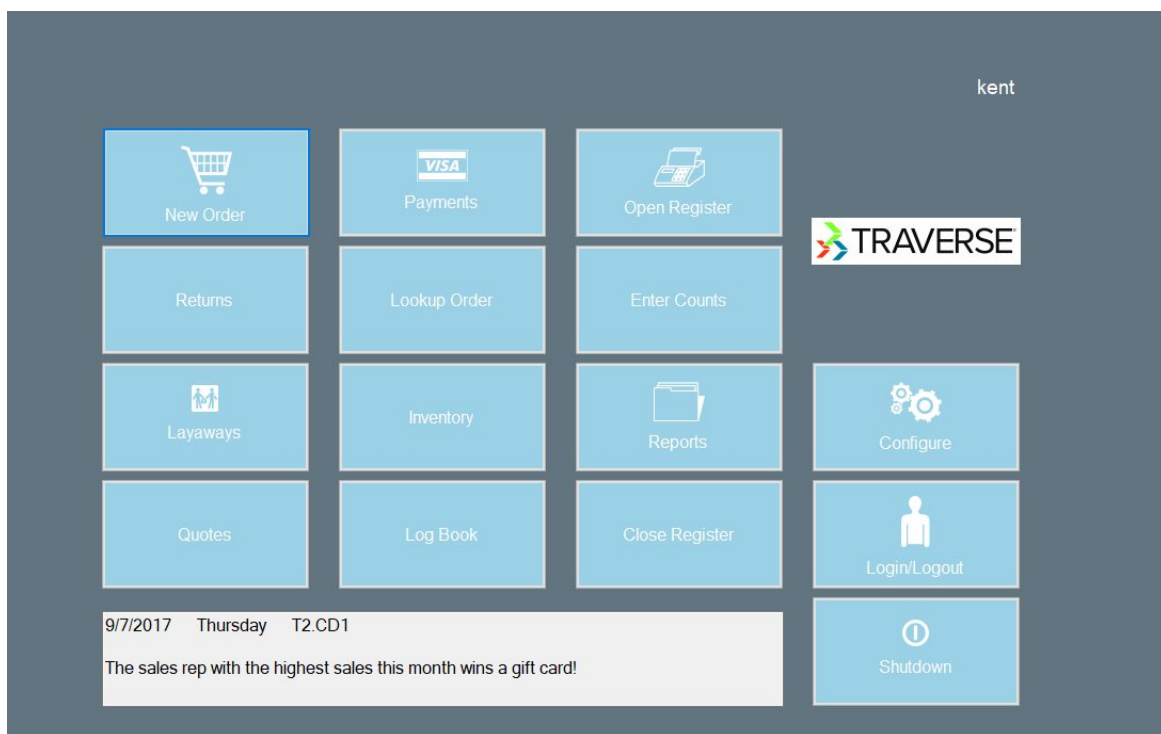 kent
New Order
VISA
Payments
Open Register
TRAVERSE
Returns
Lookup Order
Enter Counts
Layaways
Inventory
Reports
Configure
Quotes
Log Book
Close Register
Login/Logout
9/7/2017 Thursday T2.CD1
The sales rep with the highest sales this month wins a gift card!
Shutdown